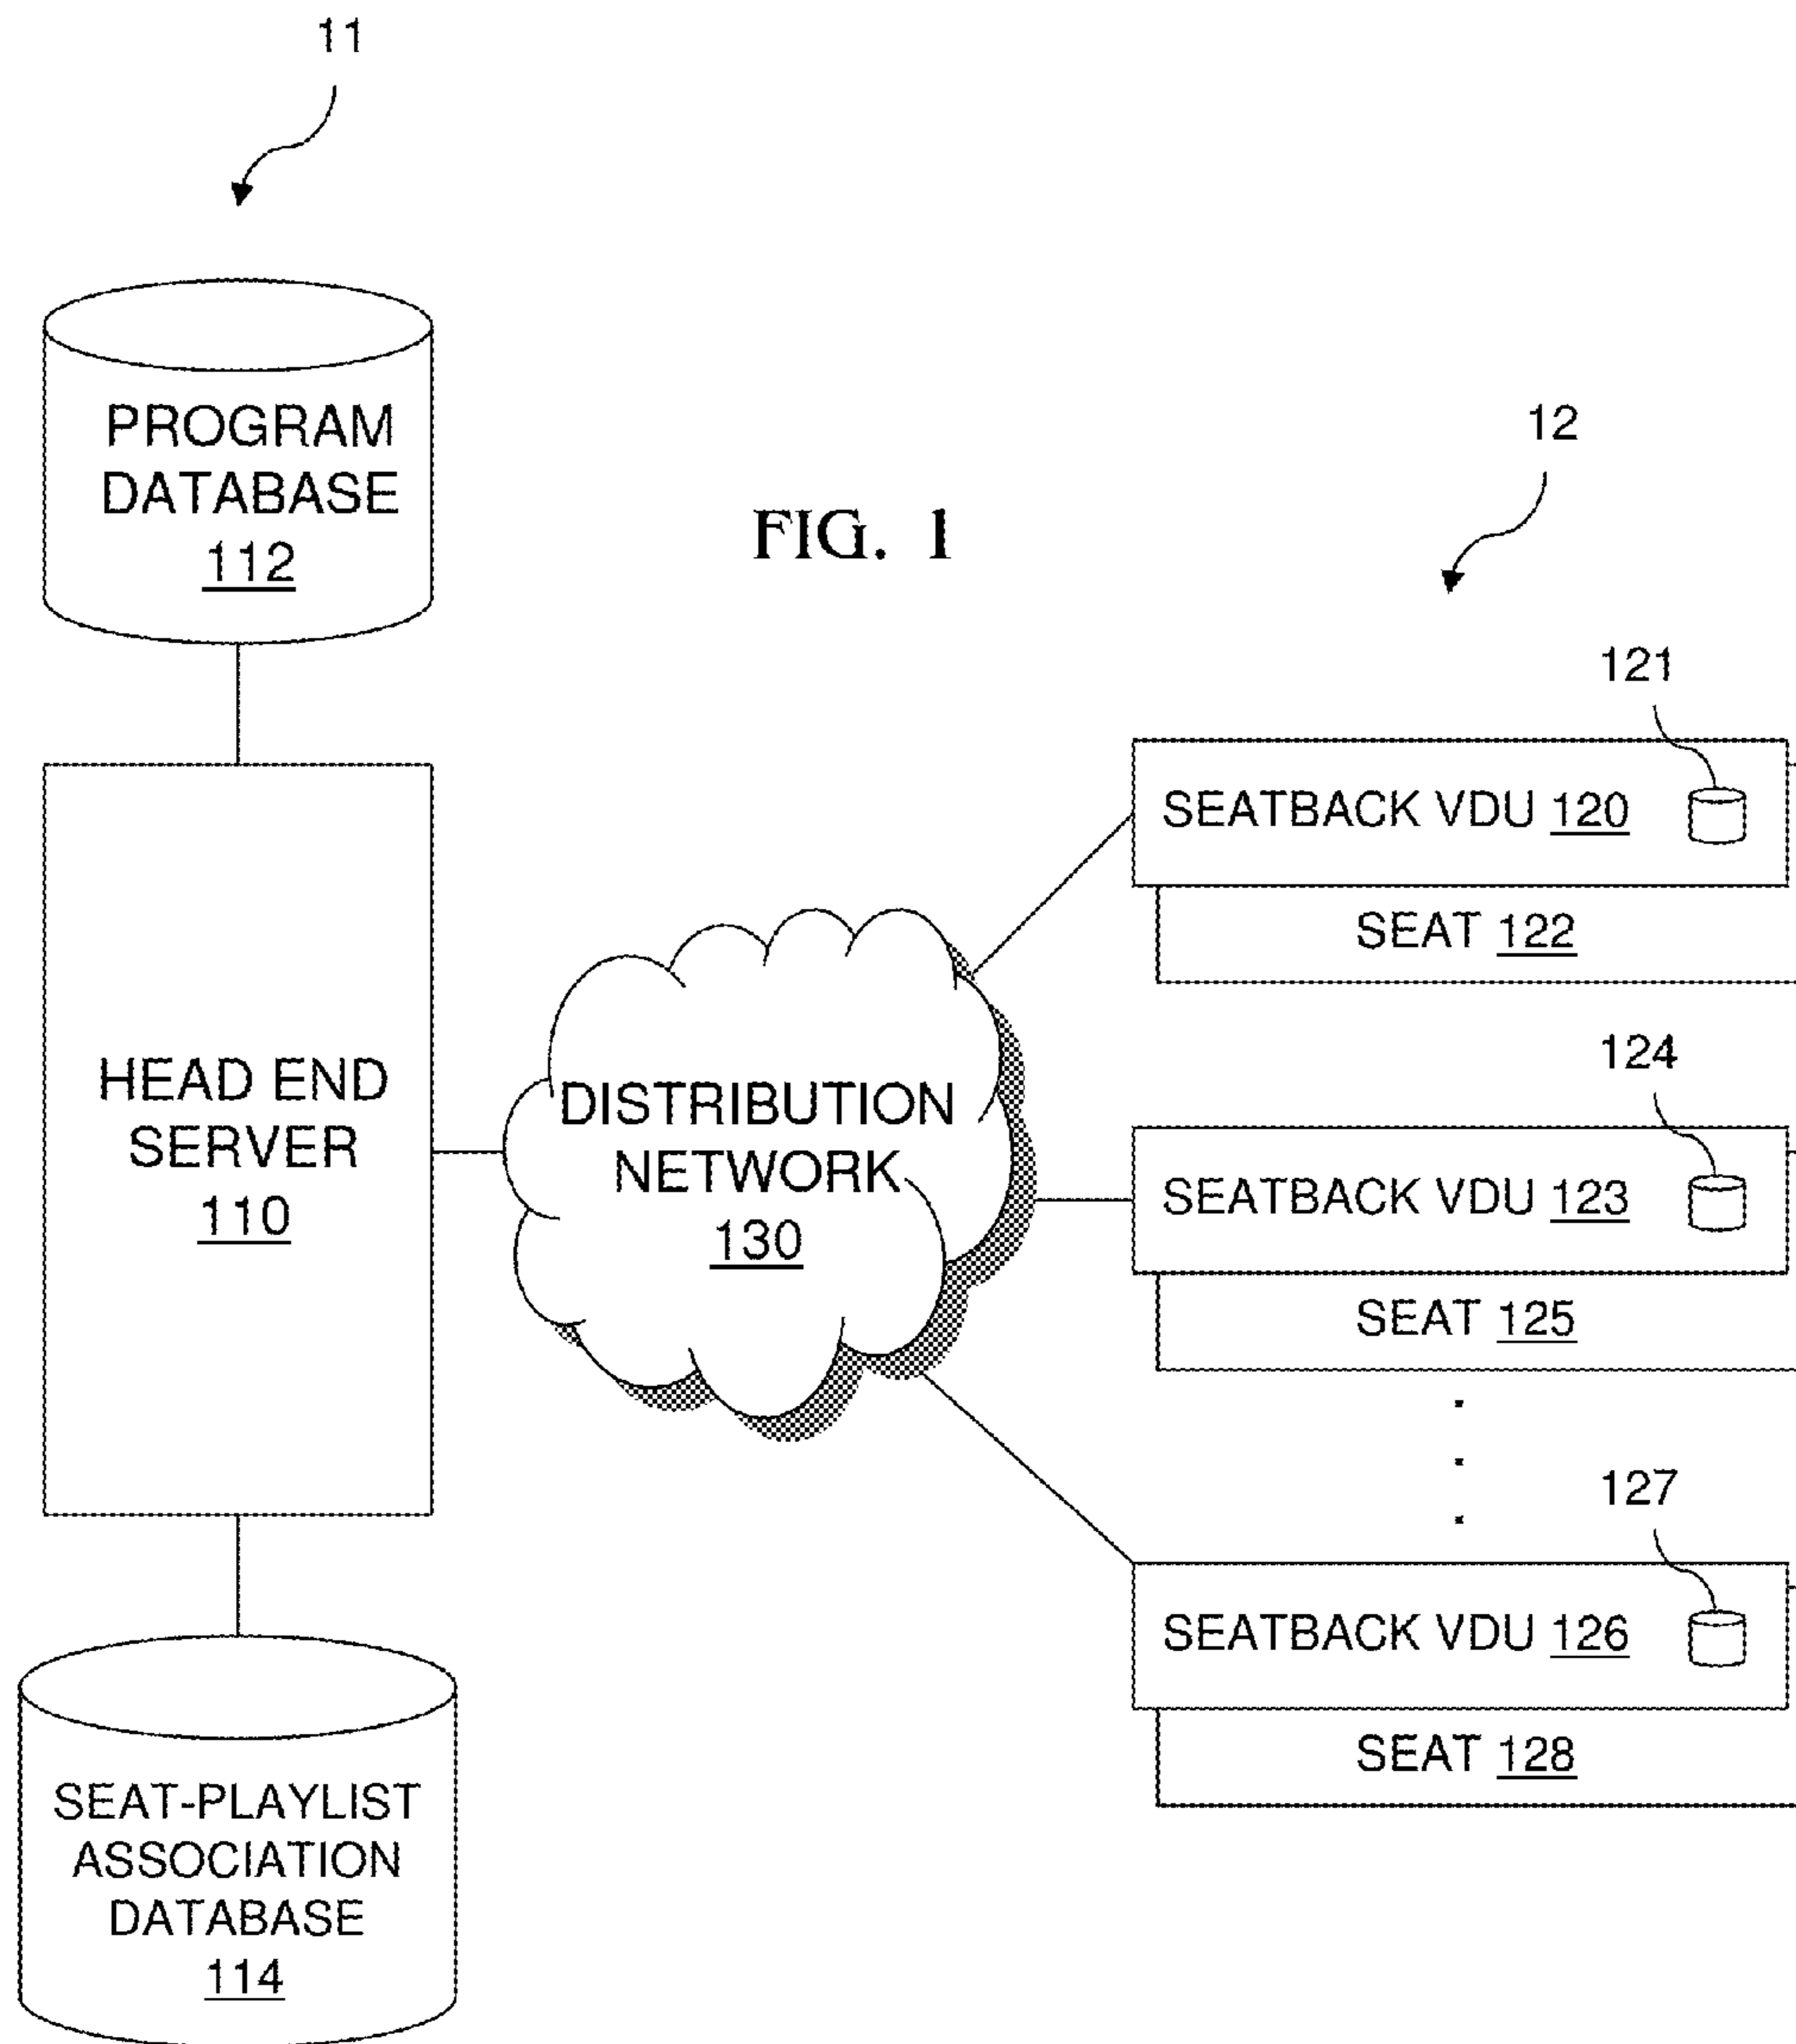 11
PROGRAM
DATABASE
112
FIG. 1
12
121
SEATBACK VDU 120
SEAT 122
HEAD END
SERVER
110
DISTRIBUTION
NETWORK
130
124
SEATBACK VDU 123
SEAT 125
127
SEATBACK VDU 126
SEAT 128
SEAT-PLAYLIST
ASSOCIATION
DATABASE
114